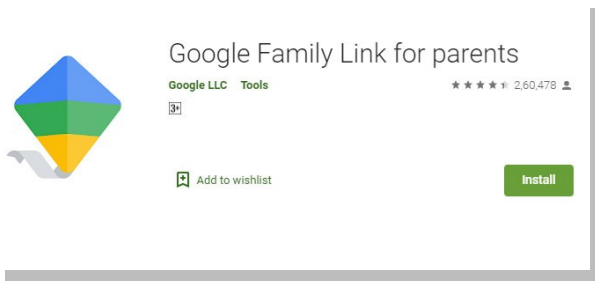 Google Family Link for parents
Google LLC Tools 2,60,478
3+
Add to wishlist Install